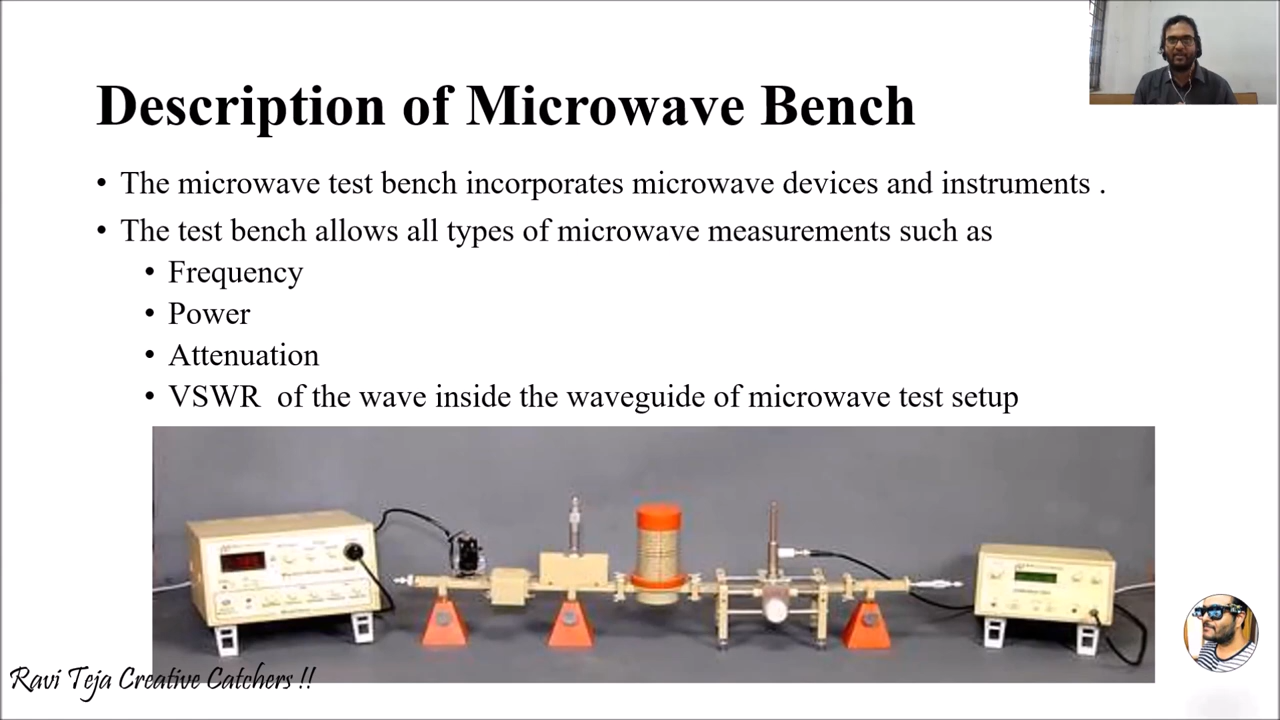 Description of Microwave Bench
• The microwave test bench incorporates microwave devices and instruments .
• The test bench allows all types of microwave measurements such as
• Frequency
• Power
• Attenuation
• VSWR of the wave inside the waveguide of microwave test setup
Ravi Teja Creative Catchers !!